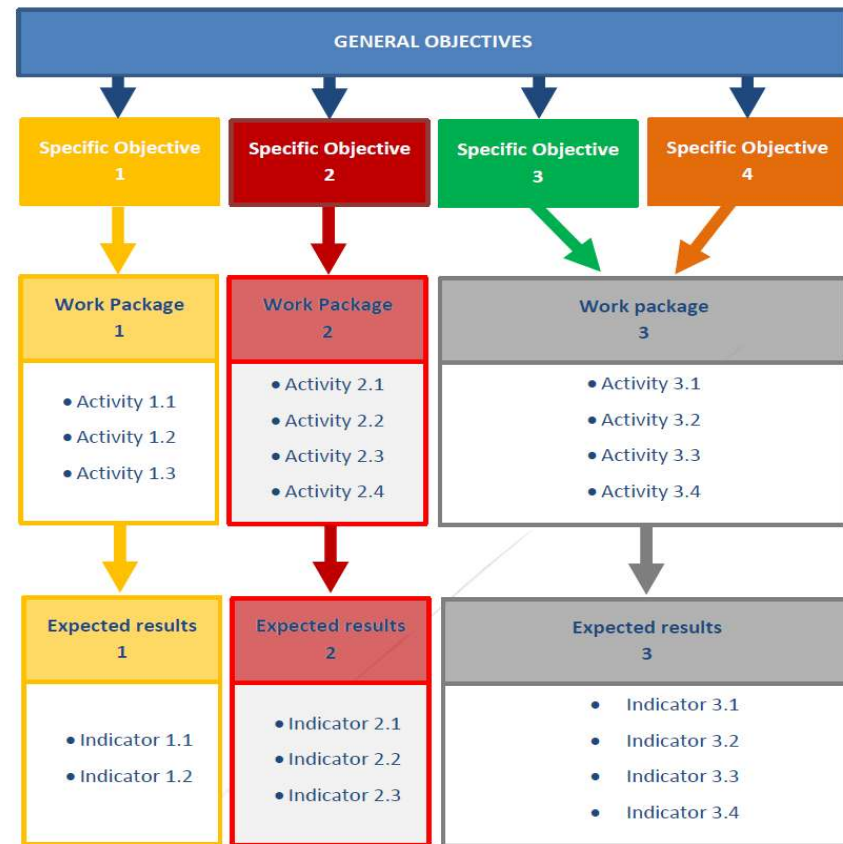 GENERAL OBJECTIVES
Specific Objective
1
Specific Objective
2
Specific Objective
3
Specific Objective
4
Work Package
1
• Activity 1.1
• Activity 1.2
• Activity 1.3
Work Package
2
• Activity 2.1
• Activity 2.2
• Activity 2.3
• Activity 2.4
Work package
3
• Activity 3.1
• Activity 3.2
• Activity 3.3
• Activity 3.4
Expected results
1
• Indicator 1.1
• Indicator 1.2
Expected results
2
• Indicator 2.1
• Indicator 2.2
• Indicator 2.3
Expected results
3
• Indicator 3.1
• Indicator 3.2
• Indicator 3.3
• Indicator 3.4